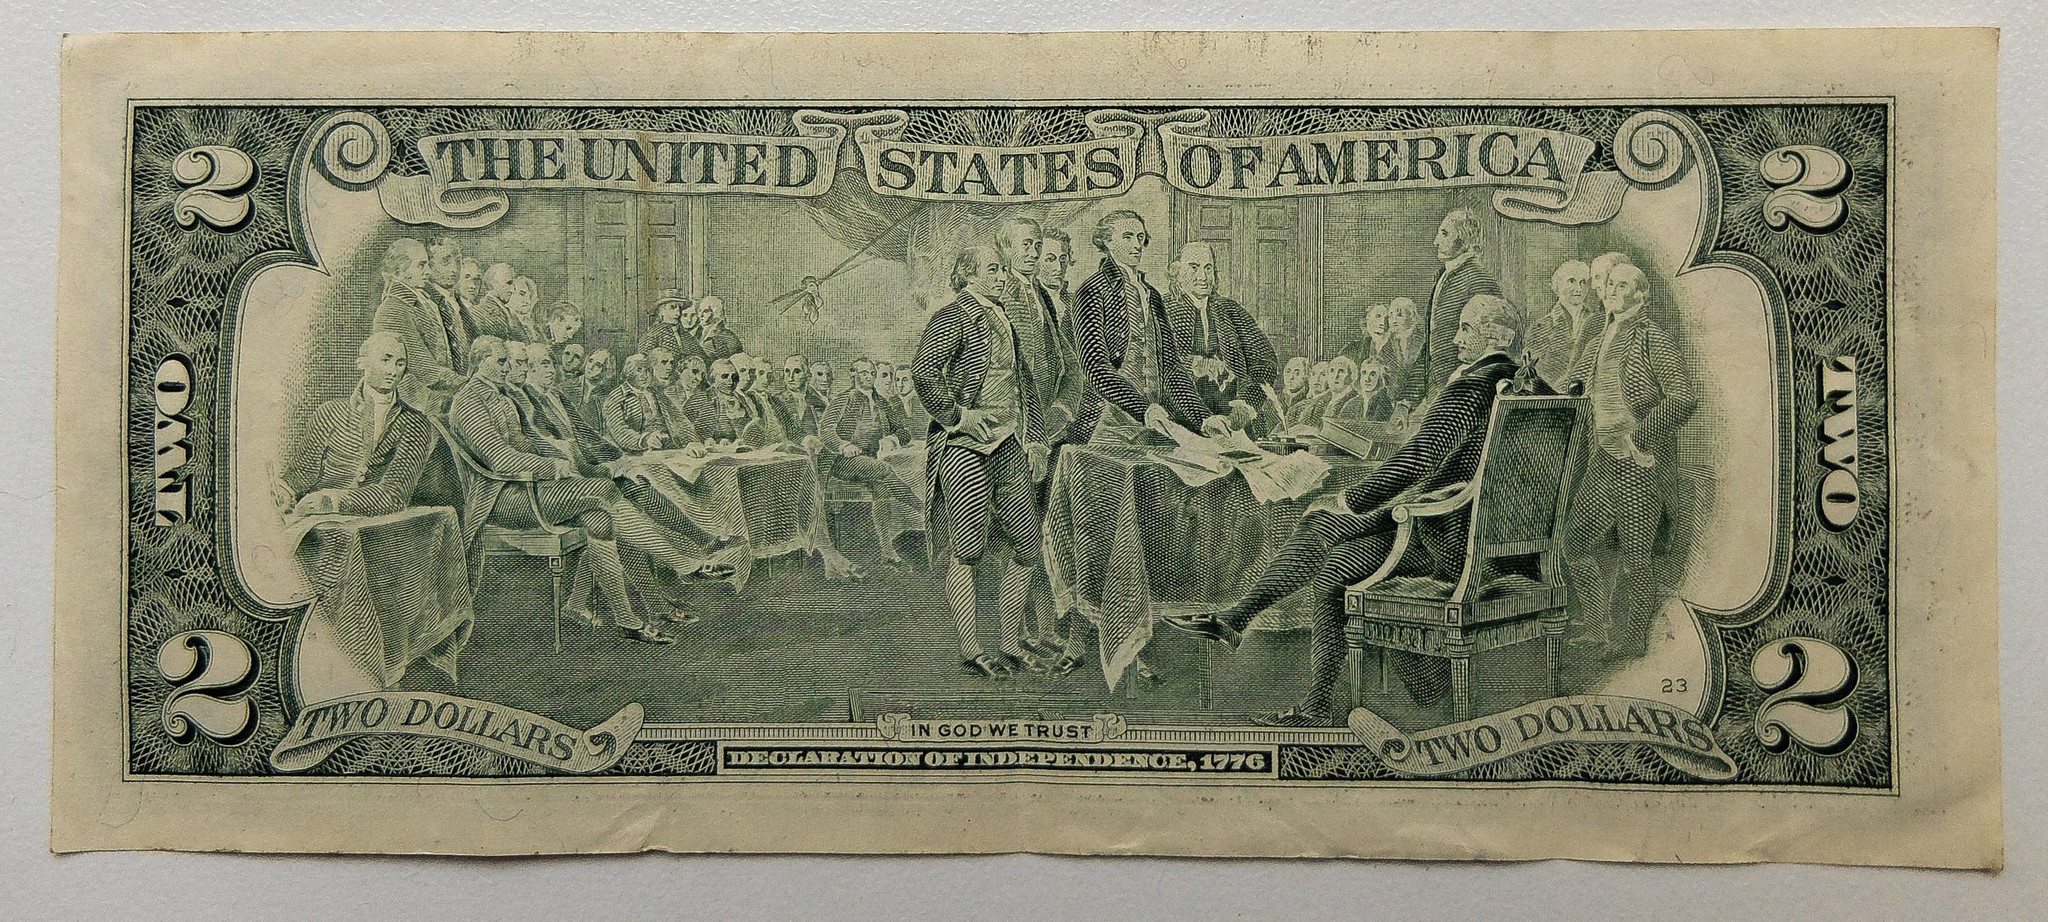 THE UNITED STATES OF AMERICA
2
2
TWO
TWO
2
2
23
TWO DOLLARS
TWO DOLLARS
IN GOD WE TRUST
DECLARATION OF INDEPENDENCE, 1776